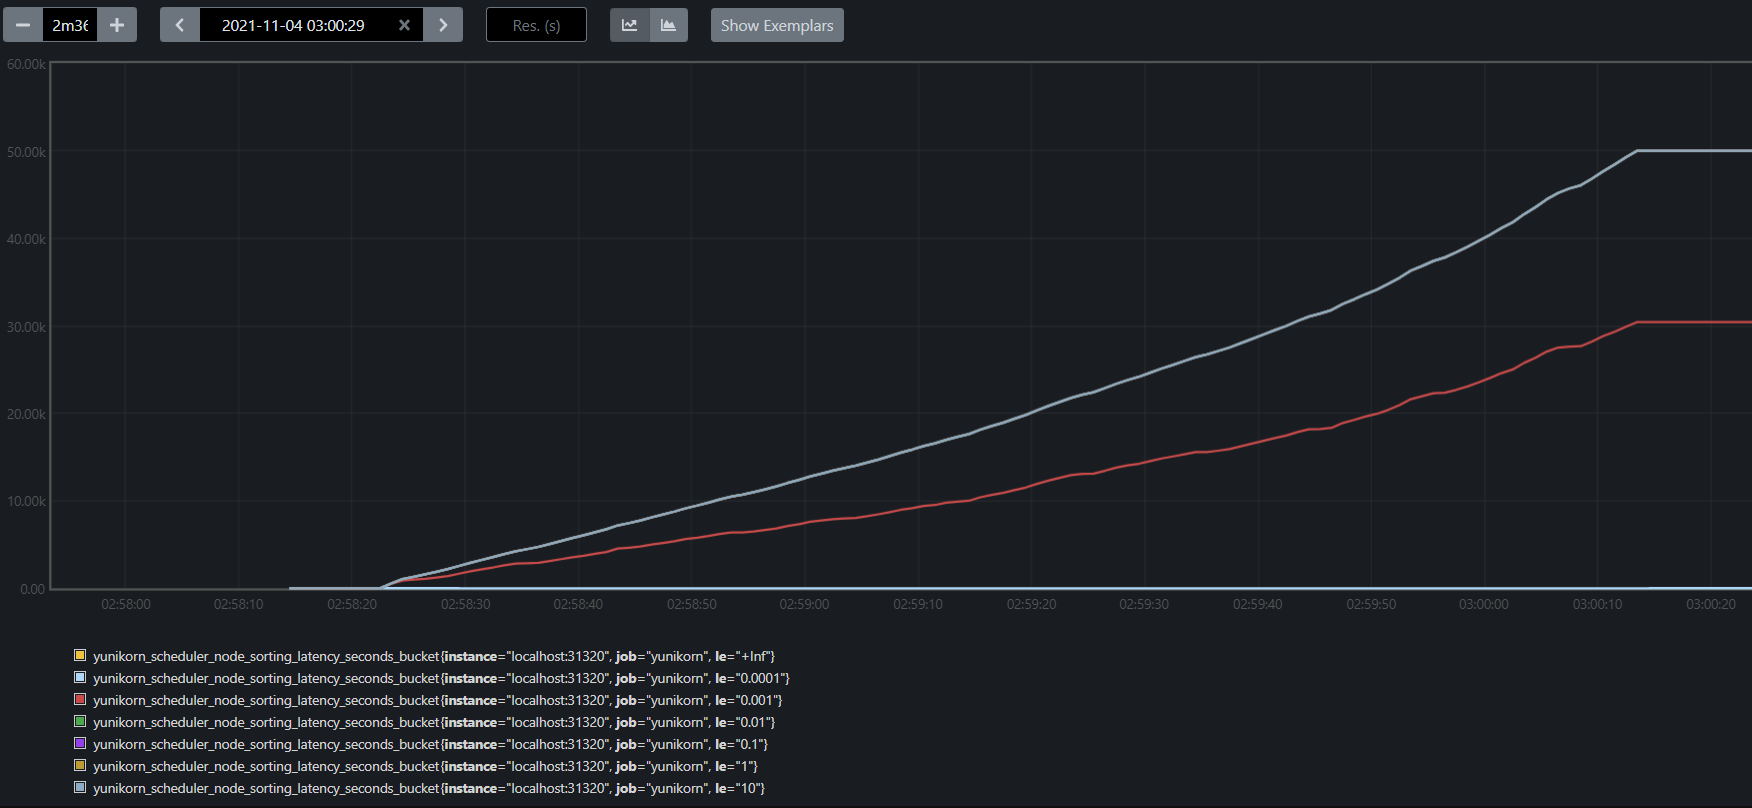 2m36 2021-11-04 03:00:29 Res. (s) Show Exemplars
60.00k
50.00k
40.00k
30.00k
20.00k
10.00k
0.00
02:58:00 02:58:10 02:58:20 02:58:30 02:58:40 02:58:50 02:59:00 02:59:10 02:59:20 02:59:30 02:59:40 02:59:50 03:00:00 03:00:10 03:00:20
yunikorn_scheduler_node_sorting_latency_seconds_bucket{instance="localhost:31320", job="yunikorn", le="+Inf"}
yunikorn_scheduler_node_sorting_latency_seconds_bucket{instance="localhost:31320", job="yunikorn", le="0.0001"}
yunikorn_scheduler_node_sorting_latency_seconds_bucket{instance="localhost:31320", job="yunikorn", le="0.001"}
yunikorn_scheduler_node_sorting_latency_seconds_bucket{instance="localhost:31320", job="yunikorn", le="0.01"}
yunikorn_scheduler_node_sorting_latency_seconds_bucket{instance="localhost:31320", job="yunikorn", le="0.1"}
yunikorn_scheduler_node_sorting_latency_seconds_bucket{instance="localhost:31320", job="yunikorn", le="1"}
yunikorn_scheduler_node_sorting_latency_seconds_bucket{instance="localhost:31320", job="yunikorn", le="10"}